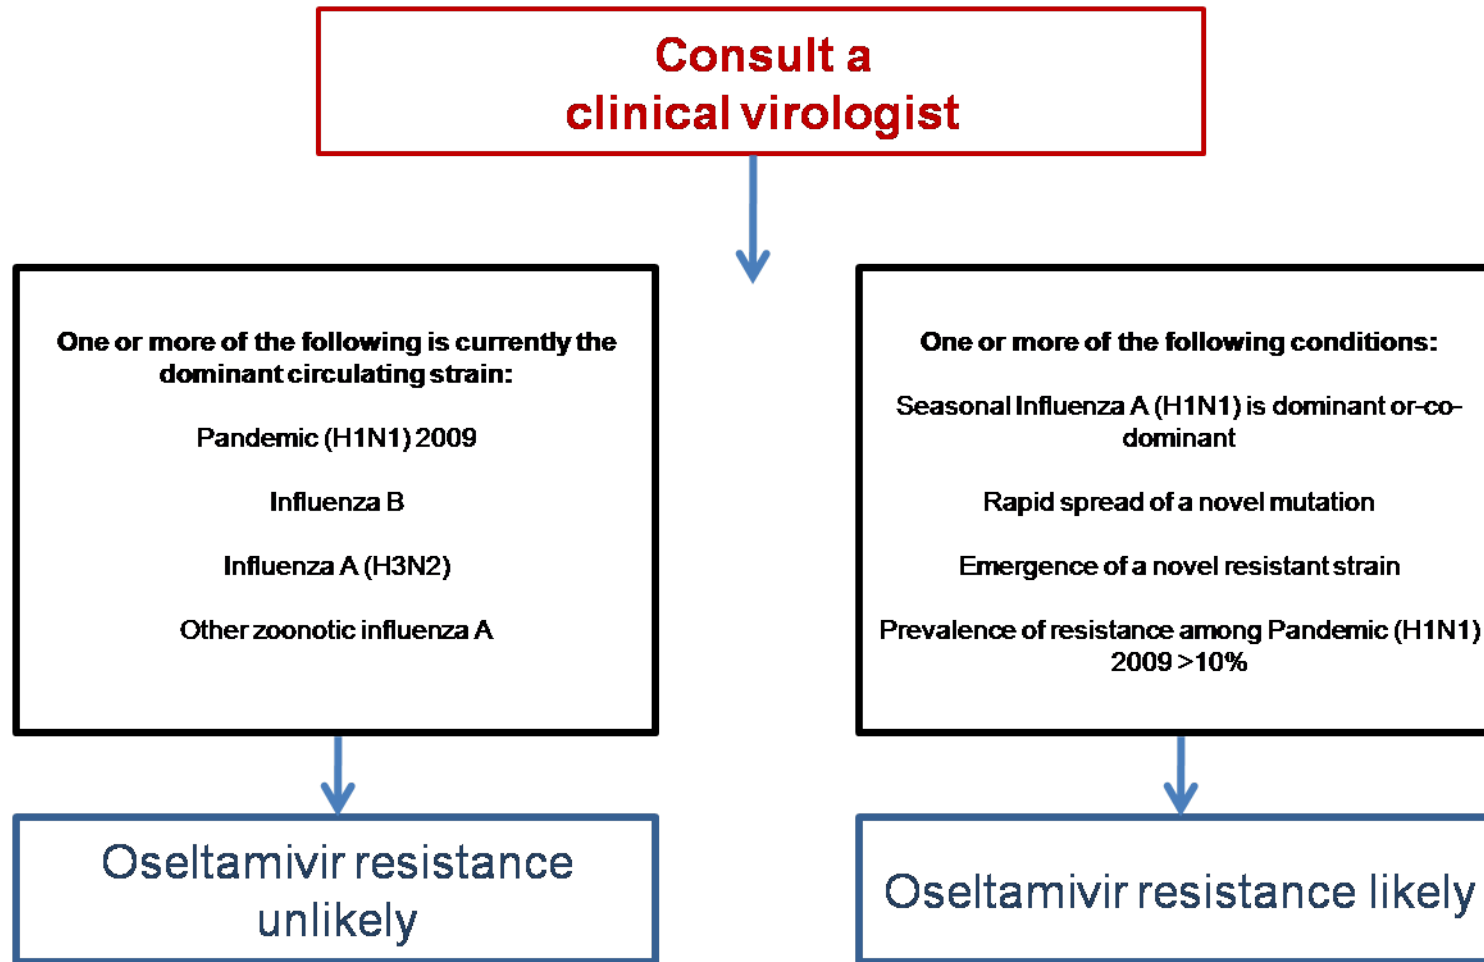 Consult a
clinical virologist
One or more of the following is currently the
dominant circulating strain:
Pandemic (H1N1) 2009
Influenza B
Influenza A (H3N2)
Other zoonotic influenza A
Oseltamivir resistance
unlikely
One or more of the following conditions:
Seasonal Influenza A (H1N1) is dominant or-co-
dominant
Rapid spread of a novel mutation
Emergence of a novel resistant strain
Prevalence of resistance among Pandemic (H1N1)
2009 >10%
Oseltamivir resistance likely